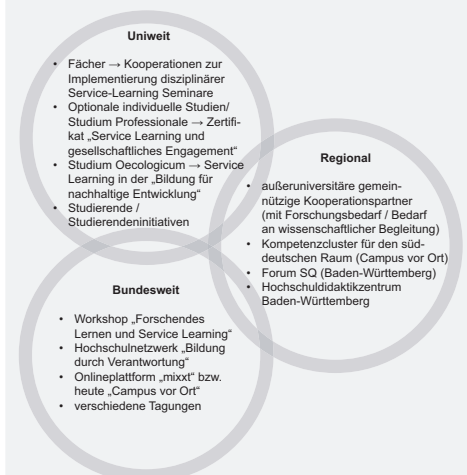 Uniweit
• Fächer → Kooperationen zur
Implementierung disziplinärer
Service-Learning Seminare
• Optionale individuelle Studien/
Studium Professionale → Zertifi-
kat „Service Learning und
gesellschaftliches Engagement“
• Studium Oecologicum → Service
Learning in der „Bildung für
nachhaltige Entwicklung“
• Studierende /
Studierendeninitiativen
Regional
• außeruniversitäre gemein-
nützige Kooperationspartner
(mit Forschungsbedarf / Bedarf
an wissenschaftlicher Begleitung)
• Kompetenzcluster für den süd-
deutschen Raum (Campus vor Ort)
• Forum SQ (Baden-Württemberg)
• Hochschuldidaktikzentrum
Baden-Württemberg
Bundesweit
• Workshop „Forschendes
Lernen und Service Learning“
• Hochschulnetzwerk „Bildung
durch Verantwortung“
• Onlineplattform „mixxt“ bzw.
heute „Campus vor Ort“
• verschiedene Tagungen